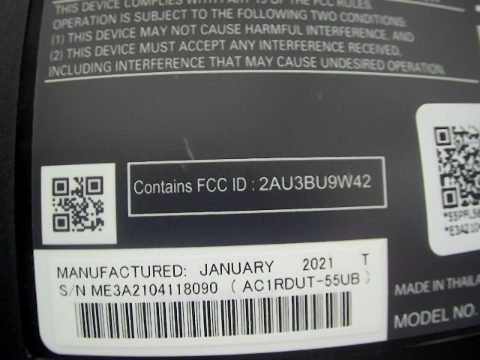 THIS DEVICE COMPLIES WITH PART 15 OF THE FCC RULES.
OPERATION IS SUBJECT TO THE FOLLOWING TWO CONDITIONS:
(1) THIS DEVICE MAY NOT CAUSE HARMFUL INTERFERENCE, AND
(2) THIS DEVICE MUST ACCEPT ANY INTERFERENCE RECEIVED,
INCLUDING INTERFERENCE THAT MAY CAUSE UNDESIRED OPERATION.
Contains FCC ID : 2AU3BU9W42
MANUFACTURED: JANUARY 2021 T
S/N ME3A2104118090 ( AC1RDUT-55UB )
MADE IN THAILA
MODEL NO.